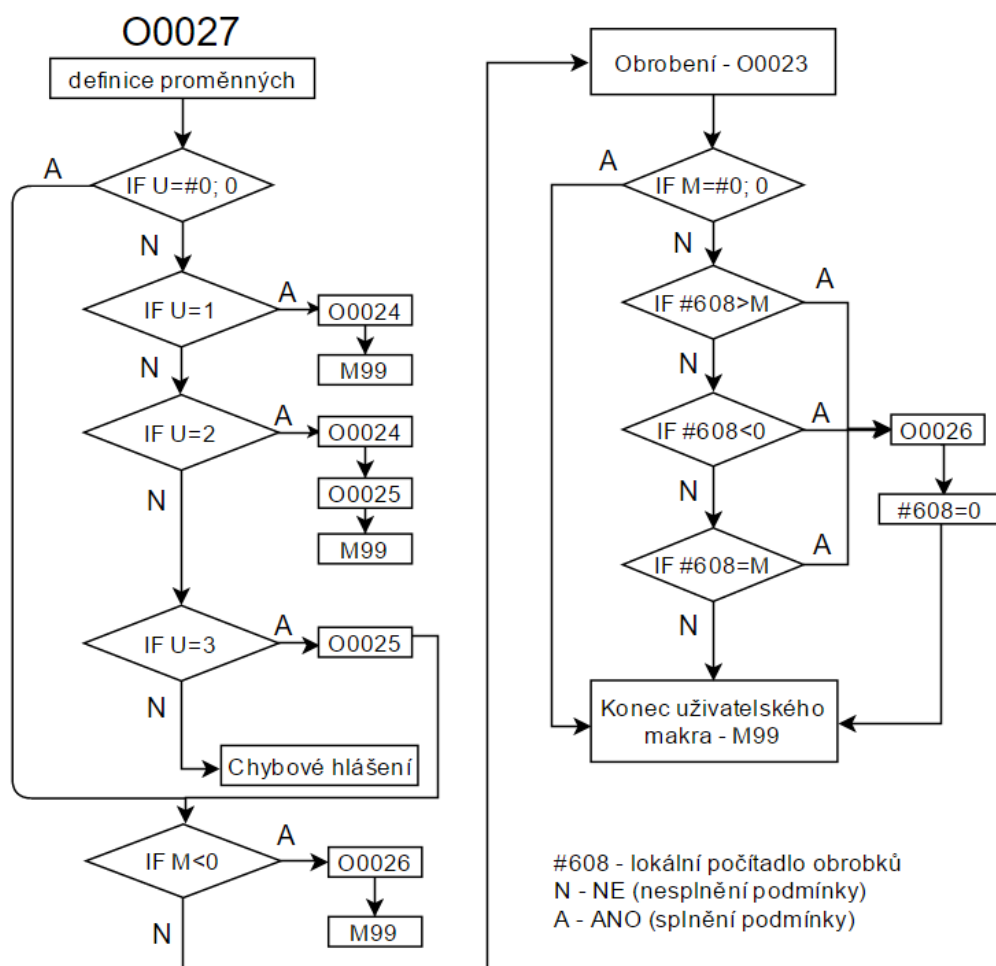 O0027
definice proměnných
A
IF U=#0; 0
N
IF U=1
A
O0024
M99
N
IF U=2
A
O0024
O0025
M99
N
IF U=3
A
O0025
N
Chybové hlášení
IF M<0
A
O0026
M99
N
Obrobení - O0023
A
IF M=#0; 0
N
IF #608>M
A
N
IF #608<0
A
O0026
#608=0
N
IF #608=M
A
N
Konec uživatelského
makra - M99
#608 - lokální počítadlo obrobků
N - NE (nesplnění podmínky)
A - ANO (splnění podmínky)